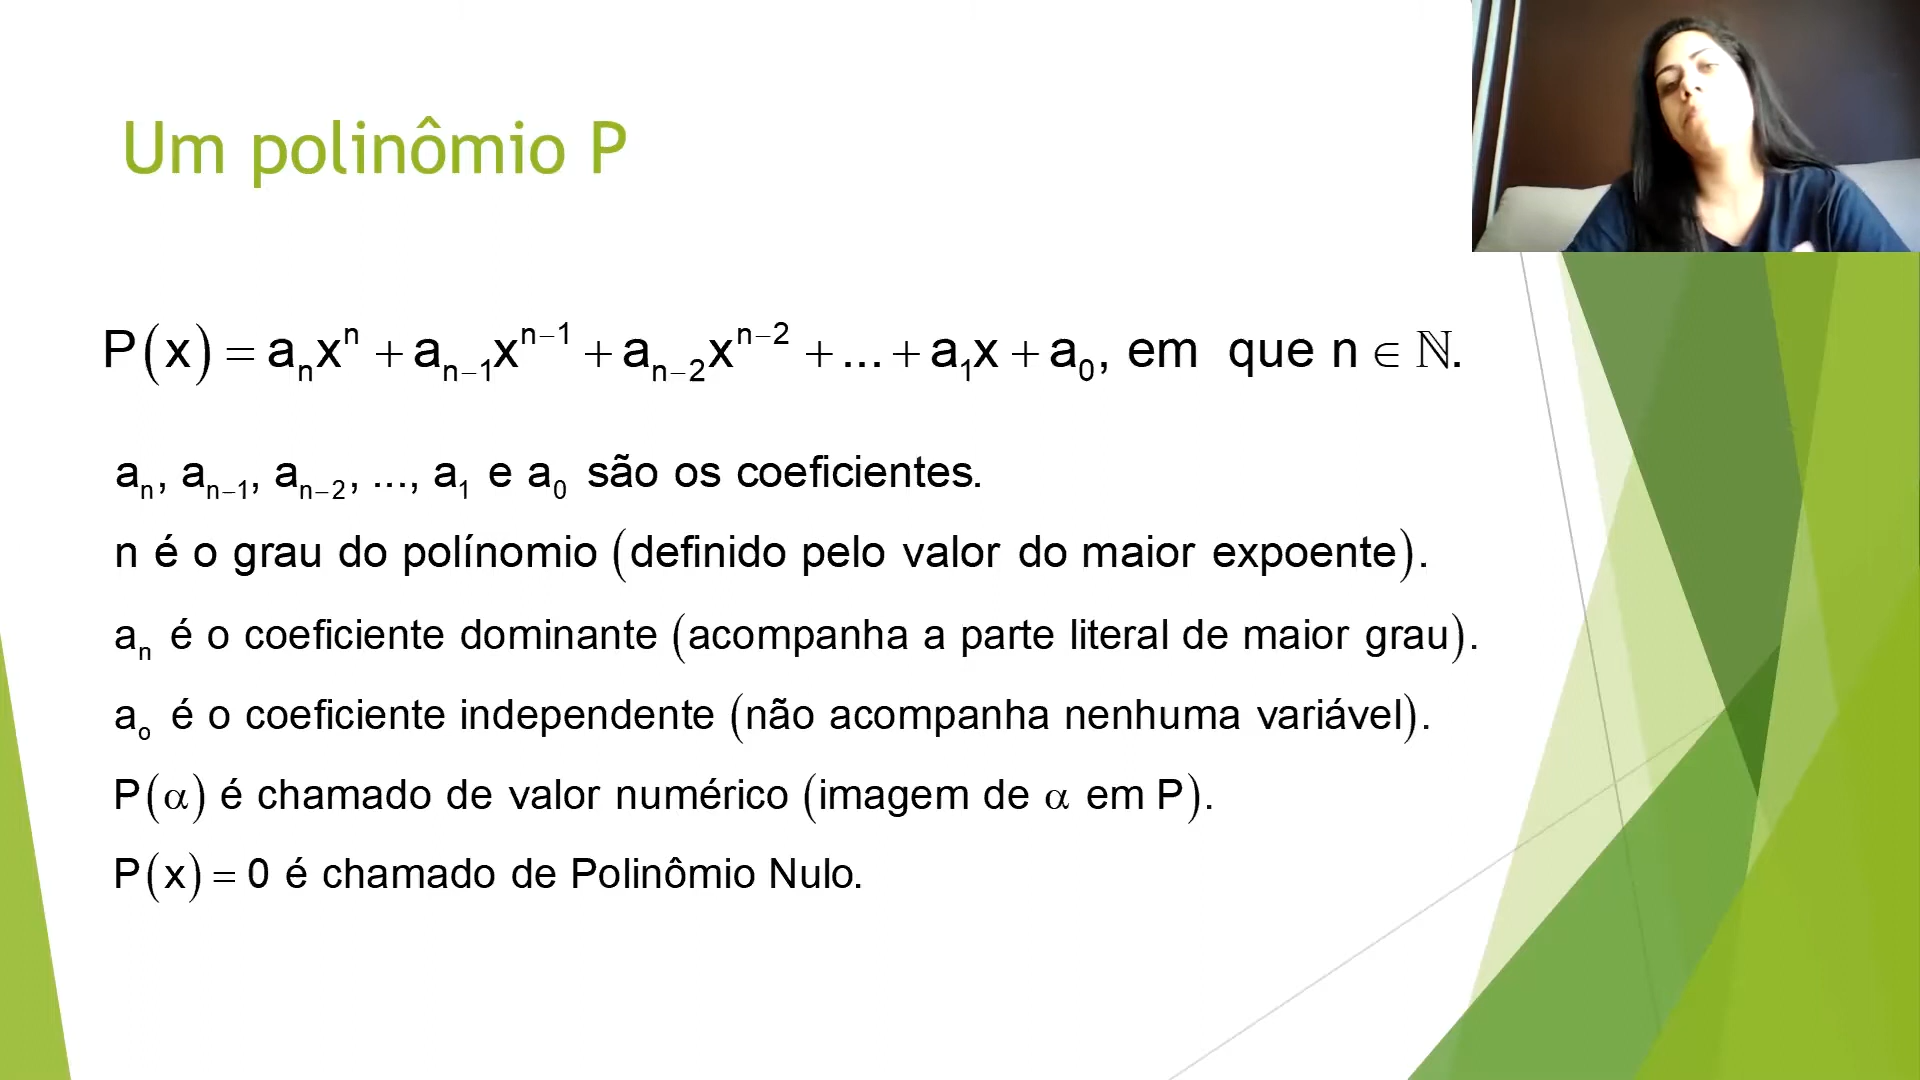 Um polinômio P
P(x) = aₙxⁿ + aₙ₋₁xⁿ⁻¹ + aₙ₋₂xⁿ⁻² + ... + a₁x + a₀, em que n ∈ ℕ.
aₙ, aₙ₋₁, aₙ₋₂, ..., a₁ e a₀ são os coeficientes.
n é o grau do polínomio (definido pelo valor do maior expoente).
aₙ é o coeficiente dominante (acompanha a parte literal de maior grau).
aₒ é o coeficiente independente (não acompanha nenhuma variável).
P(α) é chamado de valor numérico (imagem de α em P).
P(x) = 0 é chamado de Polinômio Nulo.